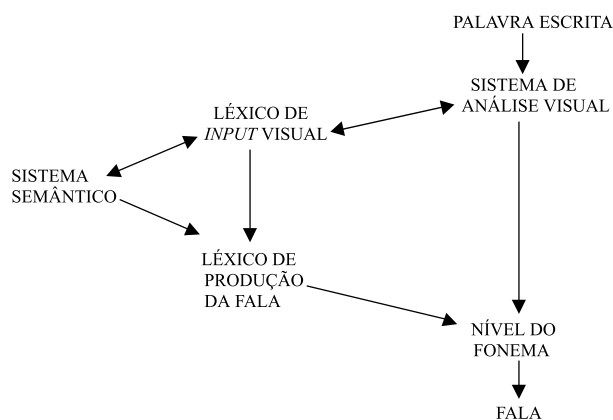 PALAVRA ESCRITA
SISTEMA DE
ANÁLISE VISUAL
LÉXICO DE
INPUT VISUAL
SISTEMA
SEMÂNTICO
LÉXICO DE
PRODUÇÃO
DA FALA
NÍVEL DO
FONEMA
FALA